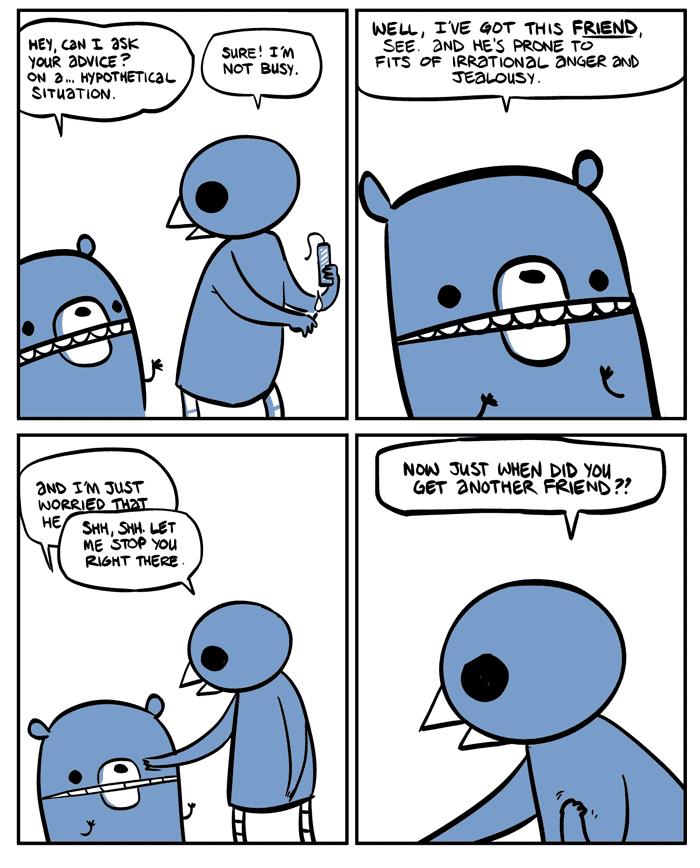 HEY, CAN I ASK
YOUR ADVICE?
ON A... HYPOTHETICAL
SITUATION.
SURE! I'M
NOT BUSY.
WELL, I'VE GOT THIS FRIEND,
SEE. AND HE'S PRONE TO
FITS OF IRRATIONAL ANGER AND
JEALOUSY.
AND I'M JUST
WORRIED THAT
HE
SHH, SHH. LET
ME STOP YOU
RIGHT THERE.
NOW JUST WHEN DID YOU
GET ANOTHER FRIEND??